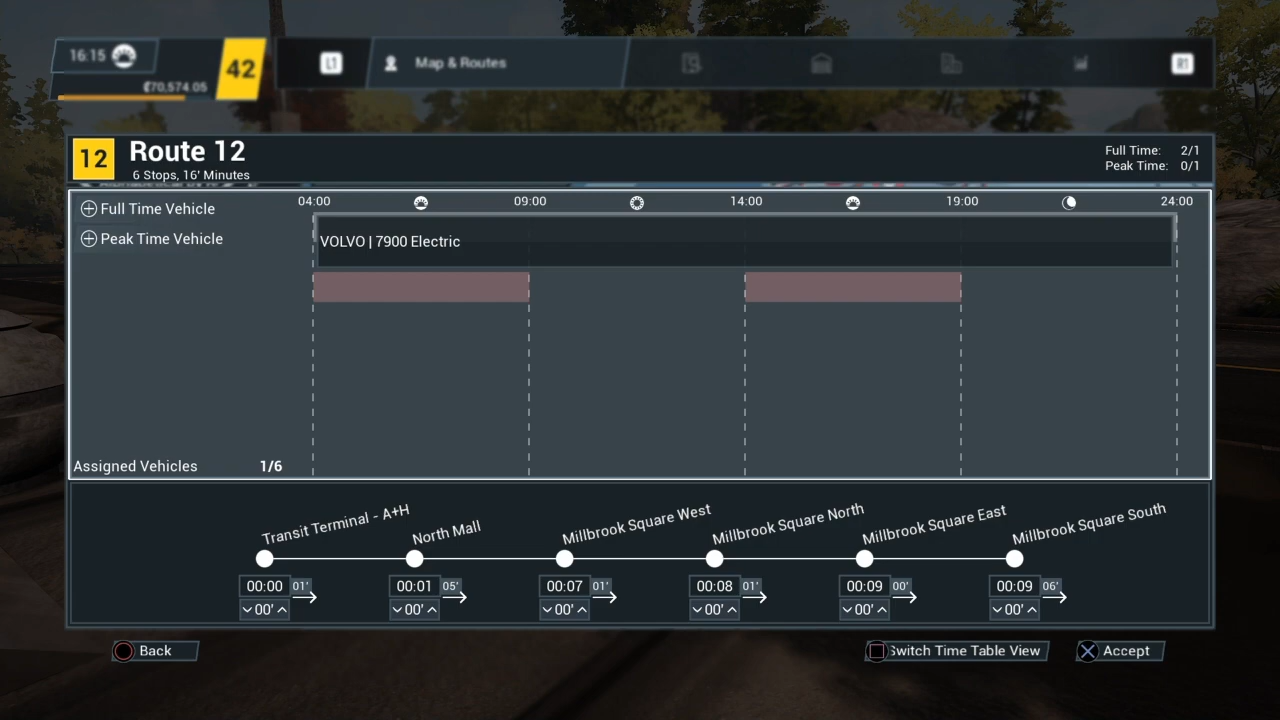 16:15
₡70,574.05
42
L1
Map & Routes
R1
12
Route 12
6 Stops, 16' Minutes
Full Time: 2/1
Peak Time: 0/1
Full Time Vehicle
04:00 09:00 14:00 19:00 24:00
Peak Time Vehicle
VOLVO | 7900 Electric
Assigned Vehicles 1/6
Transit Terminal - A+H
North Mall
Millbrook Square West
Millbrook Square North
Millbrook Square East
Millbrook Square South
00:00 01' 00:01 05' 00:07 01' 00:08 01' 00:09 00' 00:09 06'
00' 00' 00' 00' 00' 00'
Back
Switch Time Table View
Accept